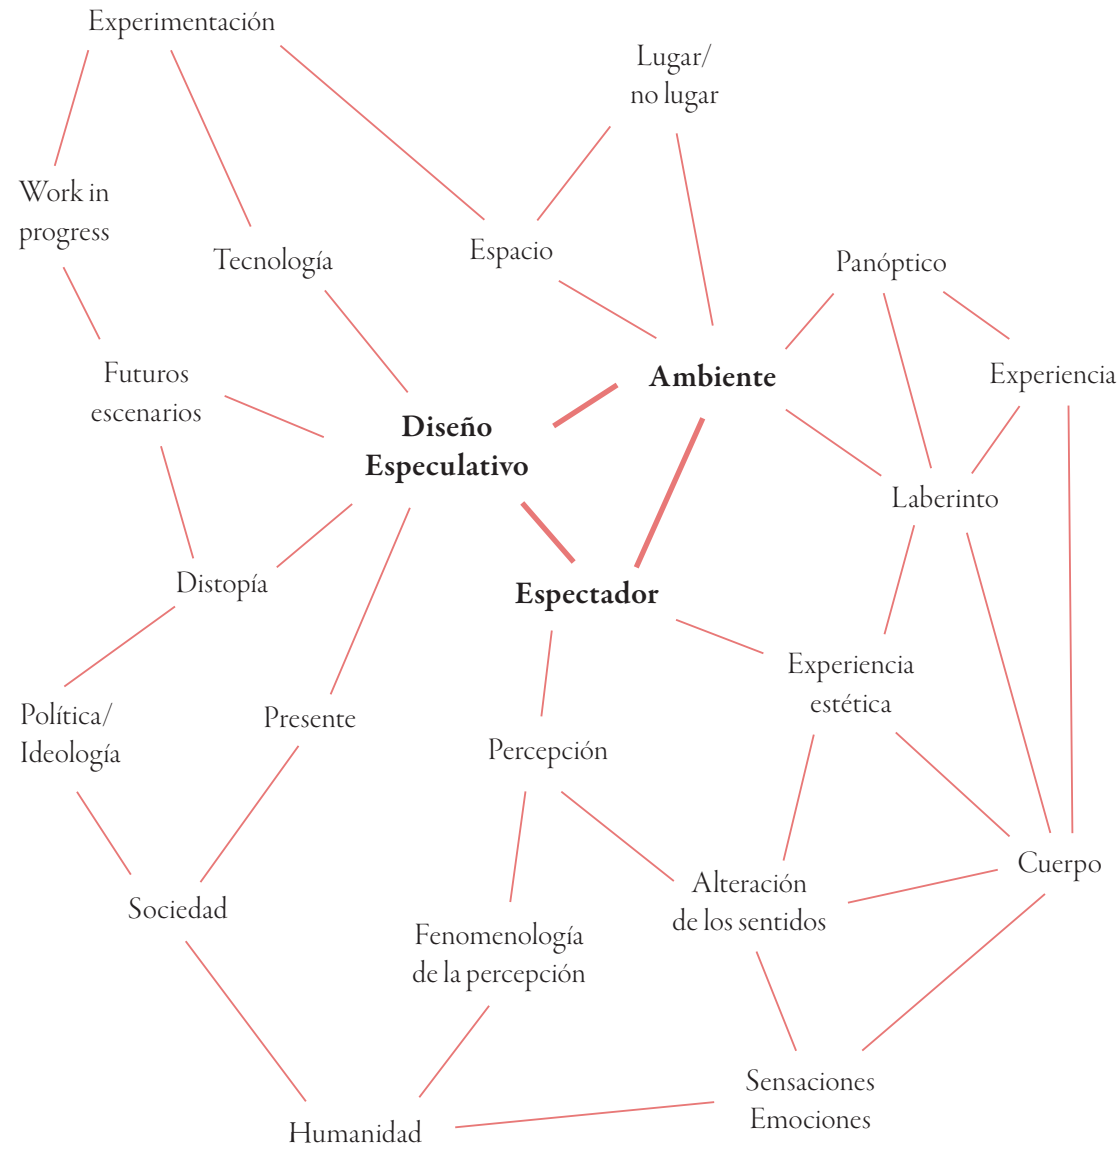 Experimentación
Lugar/
no lugar
Work in
progress
Tecnología
Espacio
Panóptico
Futuros
escenarios
Ambiente
Experiencia
Diseño
Especulativo
Laberinto
Distopía
Espectador
Experiencia
estética
Política/
Ideología
Presente
Percepción
Cuerpo
Alteración
de los sentidos
Sociedad
Fenomenología
de la percepción
Sensaciones
Emociones
Humanidad